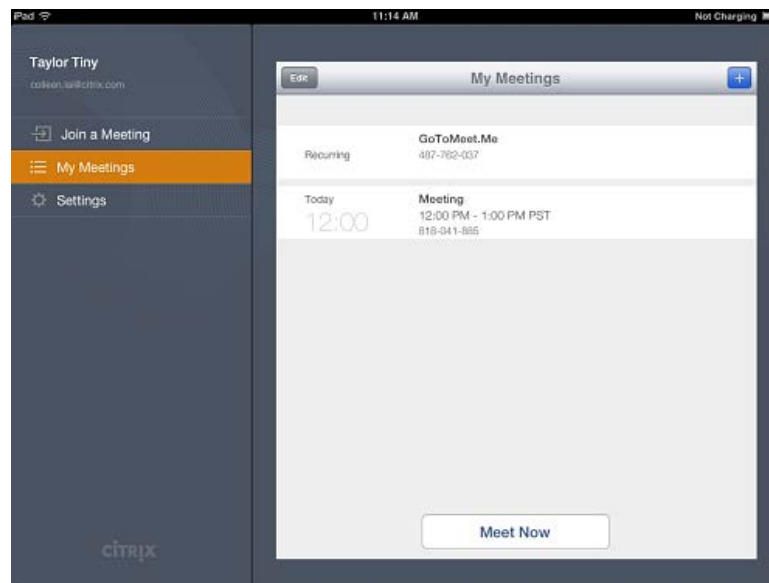 iPad 11:14 AM Not Charging
Taylor Tiny
Join a Meeting
My Meetings
Settings
CİTRIX
Edit My Meetings +
GoToMeet.Me
Recurring 487-762-037
Today Meeting
12:00 12:00 PM - 1:00 PM PST
818-041-885
Meet Now